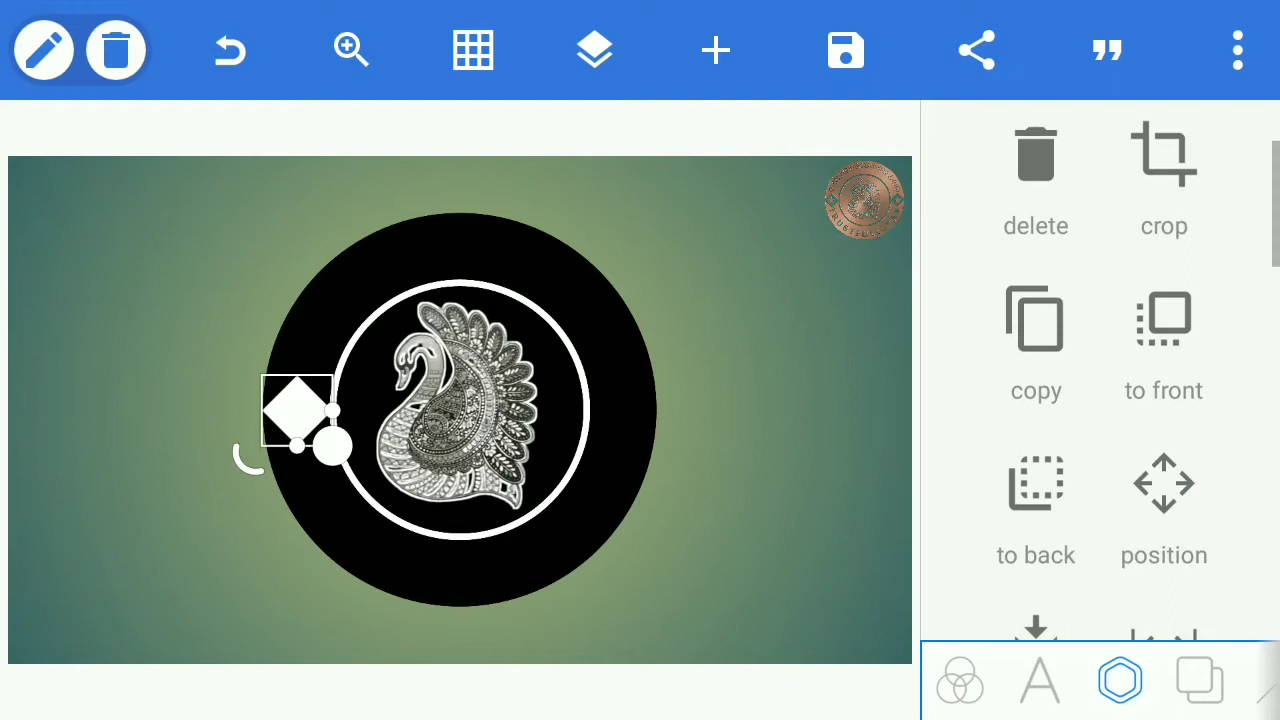 delete
crop
copy
to front
to back
position